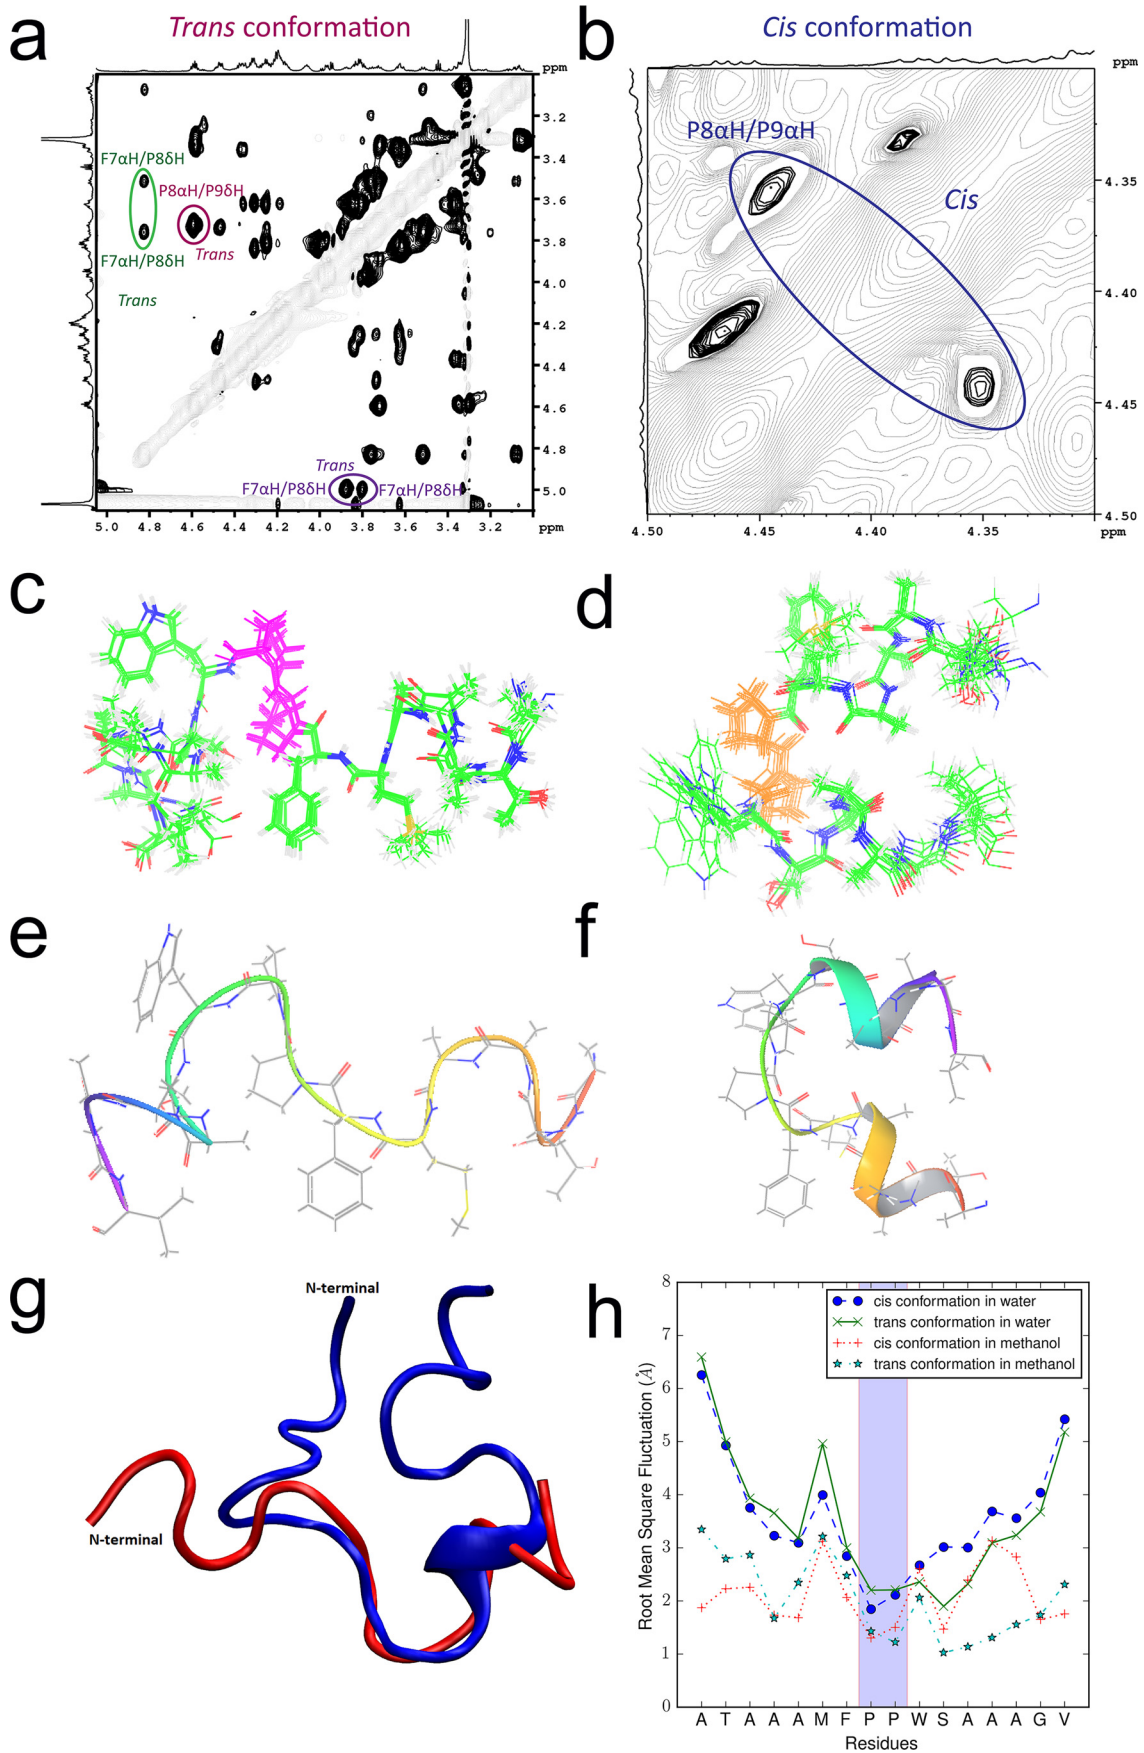 a
Trans conformation
b
Cis conformation
ppm
3.2
3.4
3.6
3.8
4.0
4.2
4.4
4.6
4.8
5.0
F7αH/P8δH
P8αH/P9δH
Trans
F7αH/P8δH
Trans
Trans
F7αH/P8δH
F7αH/P8δH
5.0 4.8 4.6 4.4 4.2 4.0 3.8 3.6 3.4 3.2 ppm
ppm
P8αH/P9αH
Cis
4.35
4.40
4.45
4.50
4.50 4.45 4.40 4.35 ppm
c
d
e
f
g
N-terminal
N-terminal
h
cis conformation in water
trans conformation in water
cis conformation in methanol
trans conformation in methanol
Root Mean Square Fluctuation (Å)
8
7
6
5
4
3
2
1
0
A T A A A M F P P W S A A A G V
Residues